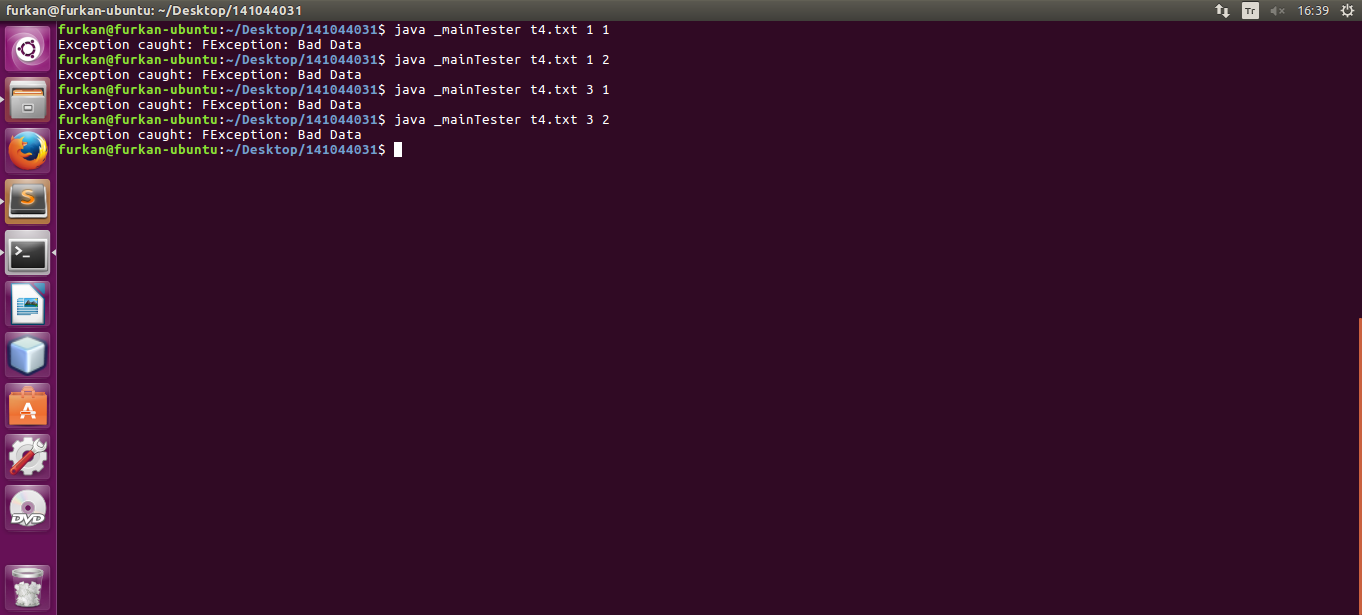 furkan@furkan-ubuntu: ~/Desktop/141044031
Tr
16:39
furkan@furkan-ubuntu:~/Desktop/141044031$ java _mainTester t4.txt 1 1
Exception caught: FException: Bad Data
furkan@furkan-ubuntu:~/Desktop/141044031$ java _mainTester t4.txt 1 2
Exception caught: FException: Bad Data
furkan@furkan-ubuntu:~/Desktop/141044031$ java _mainTester t4.txt 3 1
Exception caught: FException: Bad Data
furkan@furkan-ubuntu:~/Desktop/141044031$ java _mainTester t4.txt 3 2
Exception caught: FException: Bad Data
furkan@furkan-ubuntu:~/Desktop/141044031$
S
>_
A
DVD